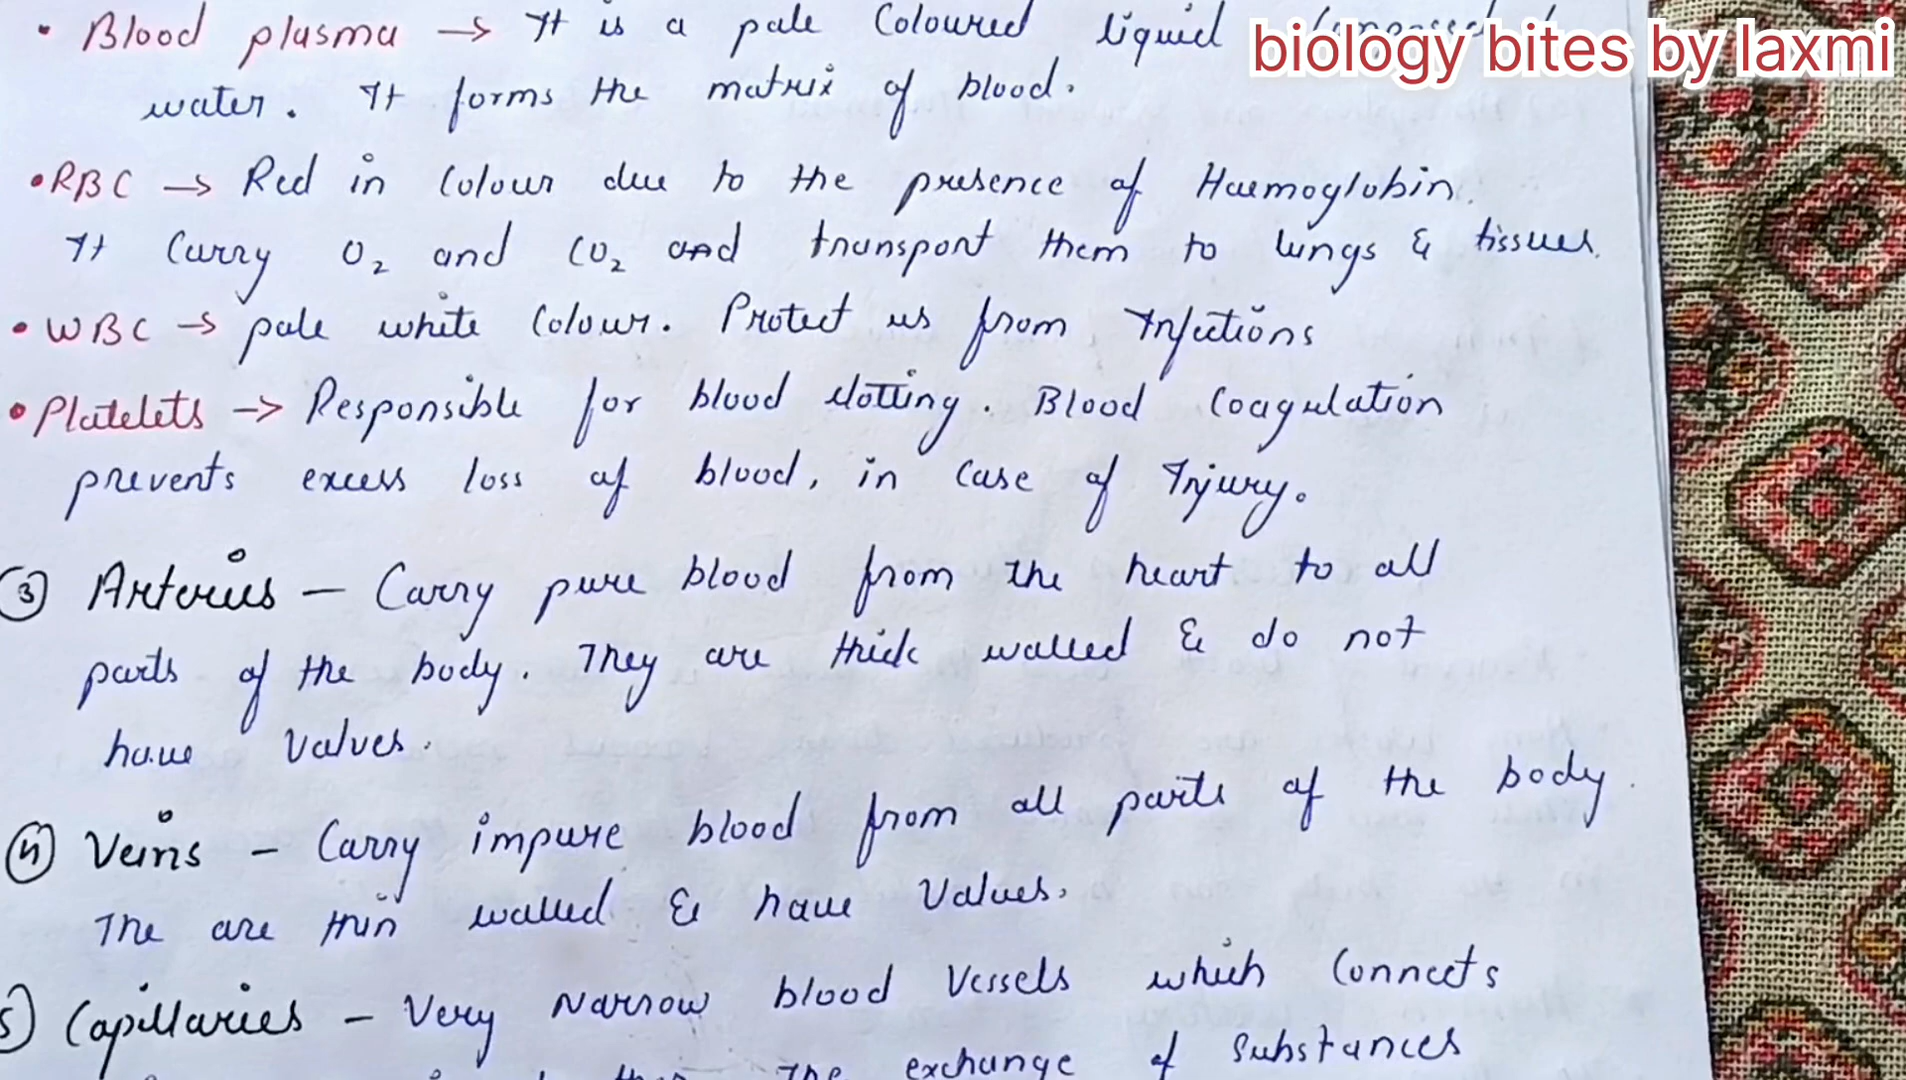 • Blood plasma → It is a pale Coloured liquid
biology bites by laxmi
water. It forms the matrix of blood.
• RBC → Red in Colour due to the presence of Haemoglobin.
It Carry O₂ and CO₂ and transport them to lungs & tissues.
• WBC → pale white Colour. Protect us from Infections
• Platelets → Responsible for blood clotting. Blood Coagulation
prevents excess loss of blood, in Case of Injury.
③ Arteries – Carry pure blood from the heart to all
parts of the body. They are thick walled & do not
have Valves.
④ Veins – Carry impure blood from all parts of the body.
The are thin walled & have Valves.
⑤ Capillaries – Very Narrow blood Vessels which Connects
The exchange of Substances